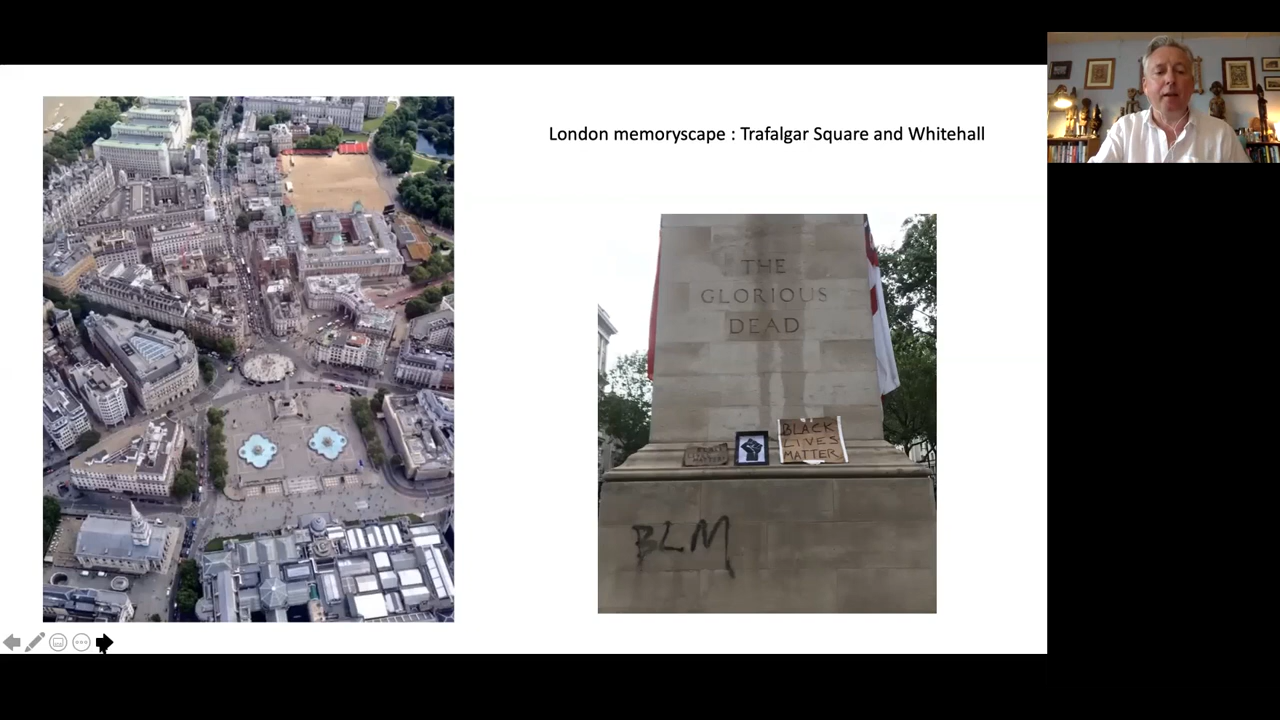 London memoryscape : Trafalgar Square and Whitehall
THE
GLORIOUS
DEAD
BLACK
LIVES
MATTER
BLM